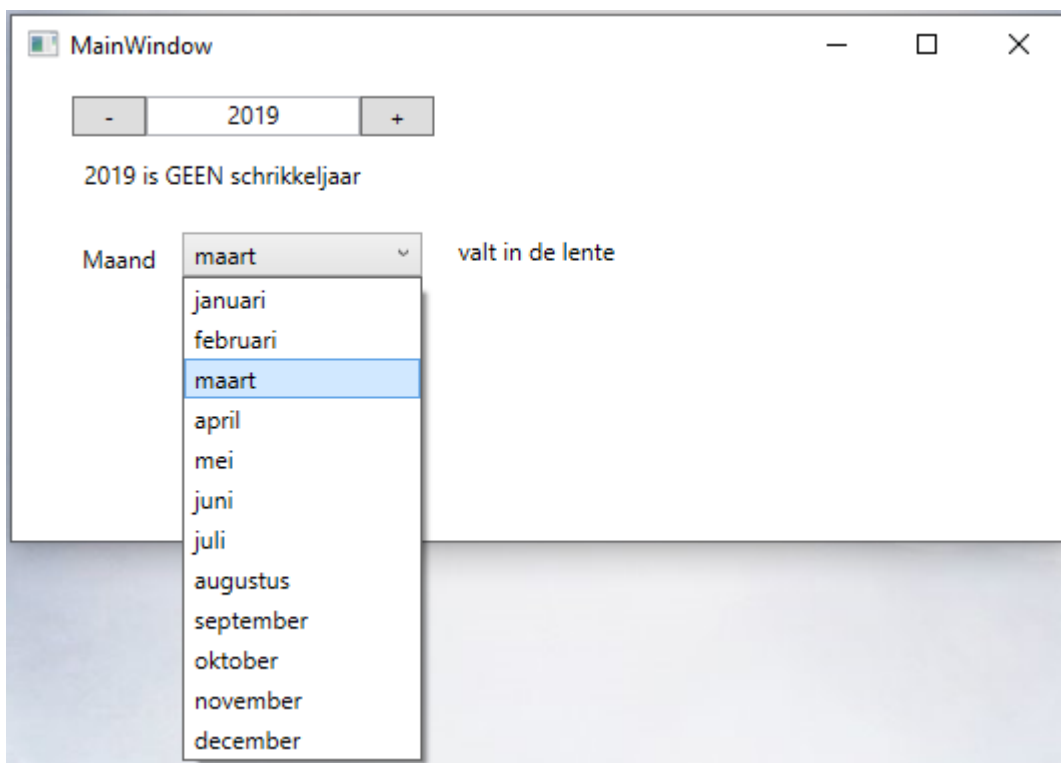 MainWindow
- 2019 +
2019 is GEEN schrikkeljaar
Maand maart valt in de lente
januari
februari
maart
april
mei
juni
juli
augustus
september
oktober
november
december